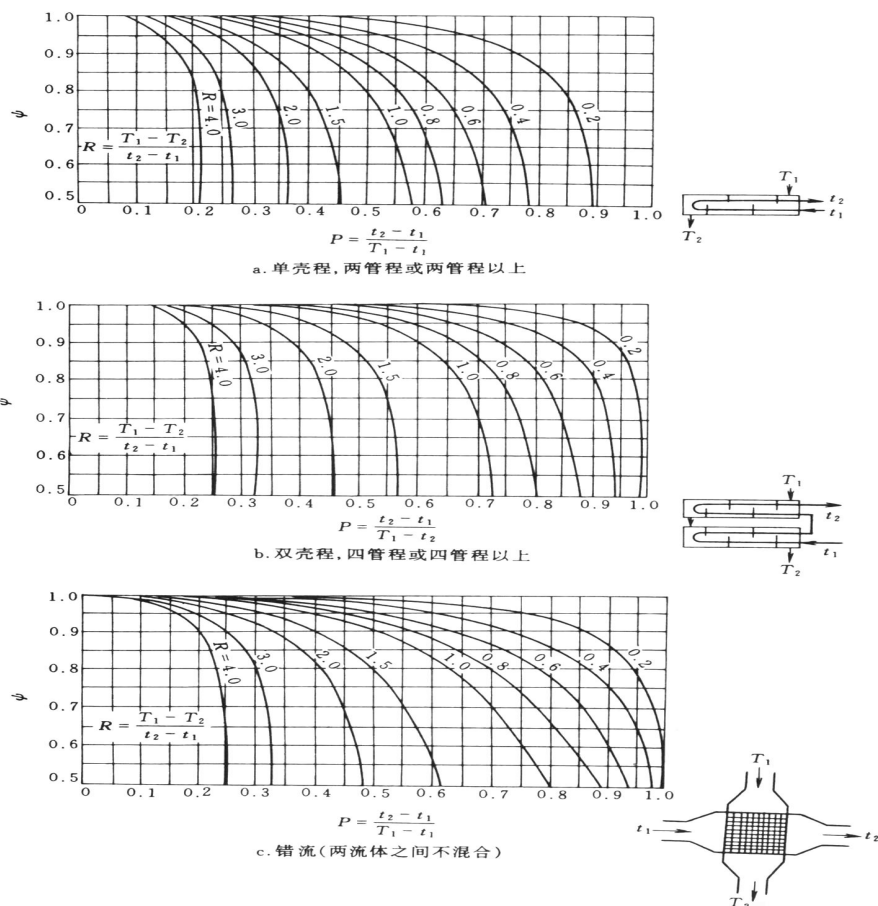 1.0
0.9
0.8
0.7
0.6
0.5
ψ
R = (T₁ − T₂)/(t₂ − t₁)
R=4.0 3.0 2.0 1.5 1.0 0.8 0.6 0.4 0.2
0 0.1 0.2 0.3 0.4 0.5 0.6 0.7 0.8 0.9 1.0
P = (t₂ − t₁)/(T₁ − t₁)
T₁
t₂
t₁
T₂
a.单壳程,两管程或两管程以上
1.0
0.9
0.8
0.7
0.6
0.5
ψ
R = (T₁ − T₂)/(t₂ − t₁)
R=4.0 3.0 2.0 1.5 1.0 0.8 0.6 0.4 0.2
0 0.1 0.2 0.3 0.4 0.5 0.6 0.7 0.8 0.9 1.0
P = (t₂ − t₁)/(T₁ − t₂)
T₁
t₂
t₁
T₂
b.双壳程,四管程或四管程以上
1.0
0.9
0.8
0.7
0.6
0.5
ψ
R = (T₁ − T₂)/(t₂ − t₁)
R=4.0 3.0 2.0 1.5 1.0 0.8 0.6 0.4 0.2
0 0.1 0.2 0.3 0.4 0.5 0.6 0.7 0.8 0.9 1.0
P = (t₂ − t₁)/(T₁ − t₁)
T₁
t₁
t₂
T₂
c.错流(两流体之间不混合)